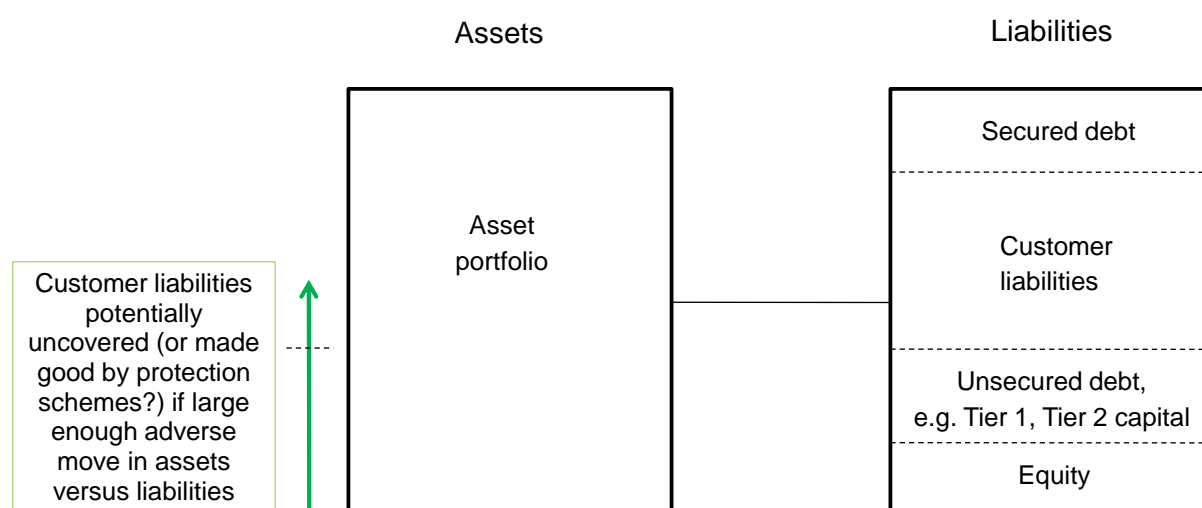 Assets
Liabilities
Secured debt
Asset
portfolio
Customer
liabilities
Customer liabilities
potentially
uncovered (or made
good by protection
schemes?) if large
enough adverse
move in assets
versus liabilities
Unsecured debt,
e.g. Tier 1, Tier 2 capital
Equity